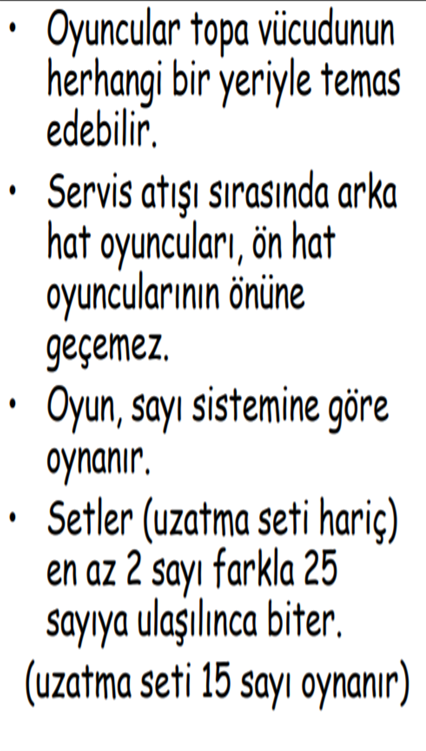 • Oyuncular topa vücudunun
herhangi bir yeriyle temas
edebilir.
• Servis atışı sırasında arka
hat oyuncuları, ön hat
oyuncularının önüne
geçemez.
• Oyun, sayı sistemine göre
oynanır.
• Setler (uzatma seti hariç)
en az 2 sayı farkla 25
sayıya ulaşılınca biter.
(uzatma seti 15 sayı oynanır)